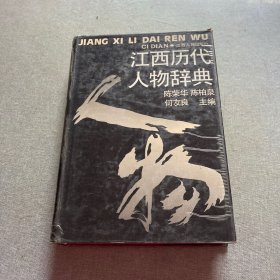 JIANG XI LI DAI REN WU
CI DIAN
江西历代
人物辞典
陈荣华 陈柏泉
何友良 主编
人物